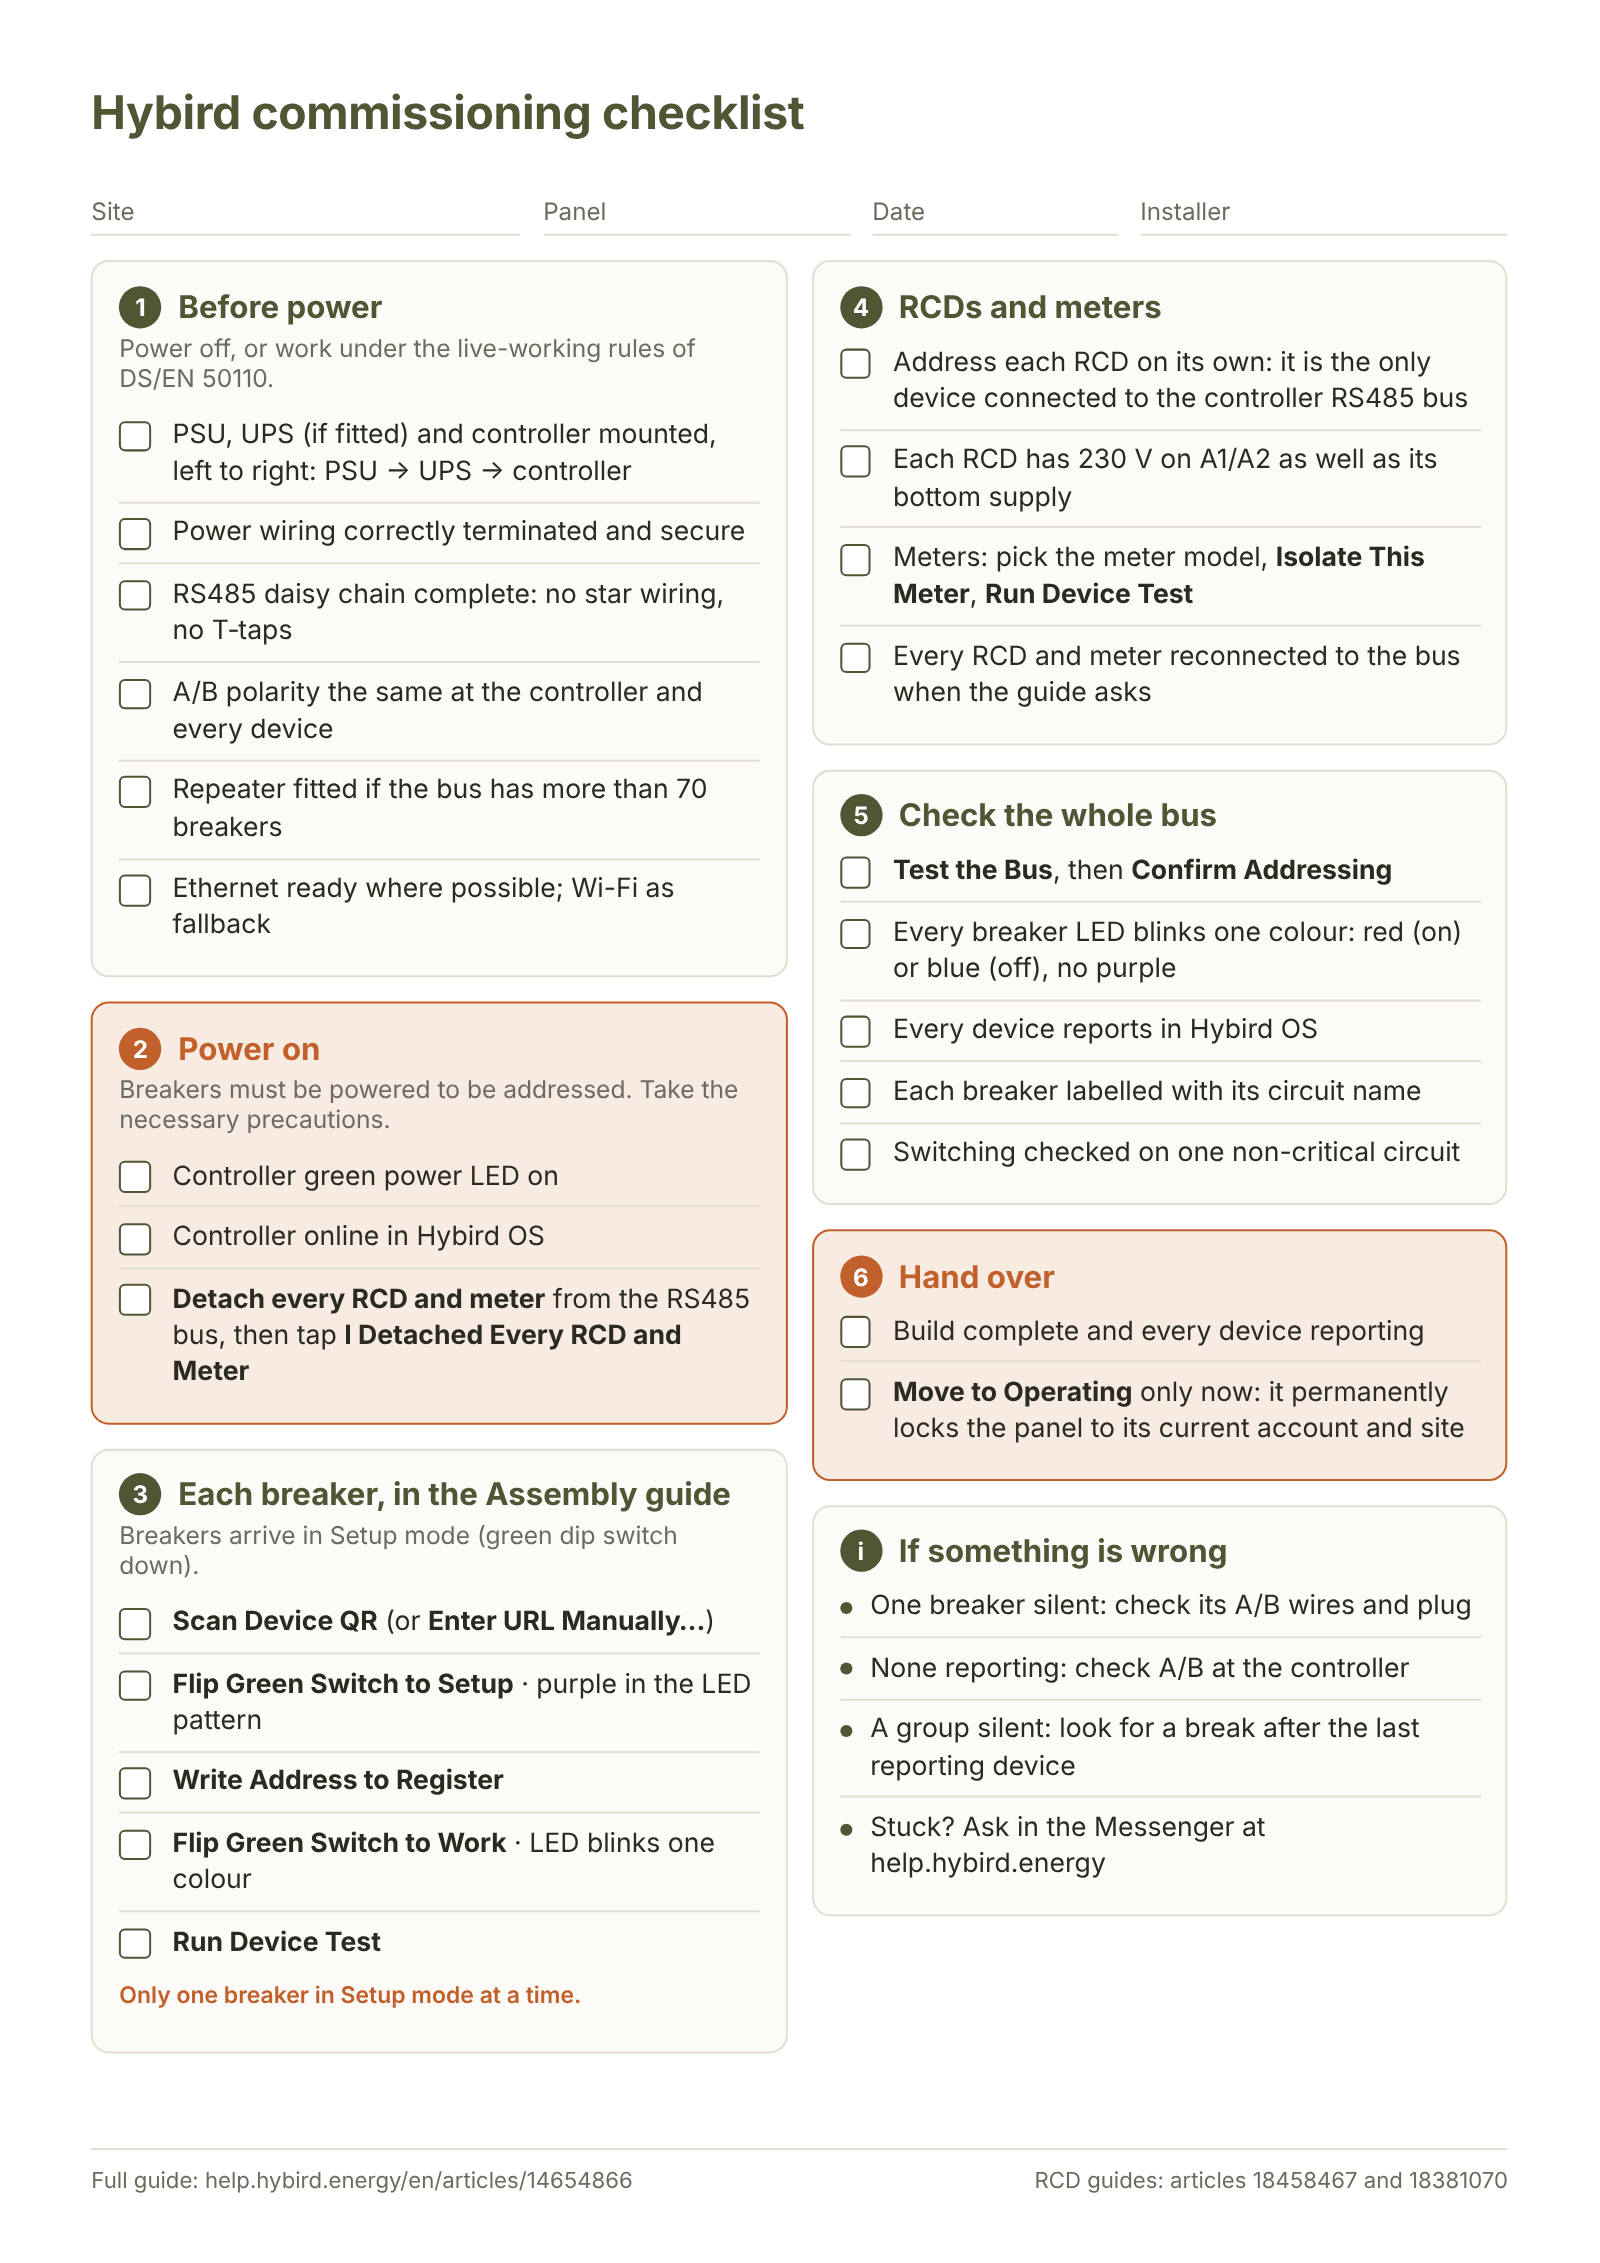 Hybird commissioning checklist
Site
Panel
Date
Installer
1 Before power
Power off, or work under the live-working rules of
DS/EN 50110.
PSU, UPS (if fitted) and controller mounted,
left to right: PSU → UPS → controller
Power wiring correctly terminated and secure
RS485 daisy chain complete: no star wiring,
no T-taps
A/B polarity the same at the controller and
every device
Repeater fitted if the bus has more than 70
breakers
Ethernet ready where possible; Wi-Fi as
fallback
2 Power on
Breakers must be powered to be addressed. Take the
necessary precautions.
Controller green power LED on
Controller online in Hybird OS
Detach every RCD and meter from the RS485
bus, then tap I Detached Every RCD and
Meter
3 Each breaker, in the Assembly guide
Breakers arrive in Setup mode (green dip switch
down).
Scan Device QR (or Enter URL Manually...)
Flip Green Switch to Setup · purple in the LED
pattern
Write Address to Register
Flip Green Switch to Work · LED blinks one
colour
Run Device Test
Only one breaker in Setup mode at a time.
4 RCDs and meters
Address each RCD on its own: it is the only
device connected to the controller RS485 bus
Each RCD has 230 V on A1/A2 as well as its
bottom supply
Meters: pick the meter model, Isolate This
Meter, Run Device Test
Every RCD and meter reconnected to the bus
when the guide asks
5 Check the whole bus
Test the Bus, then Confirm Addressing
Every breaker LED blinks one colour: red (on)
or blue (off), no purple
Every device reports in Hybird OS
Each breaker labelled with its circuit name
Switching checked on one non-critical circuit
6 Hand over
Build complete and every device reporting
Move to Operating only now: it permanently
locks the panel to its current account and site
i If something is wrong
• One breaker silent: check its A/B wires and plug
• None reporting: check A/B at the controller
• A group silent: look for a break after the last
reporting device
• Stuck? Ask in the Messenger at
help.hybird.energy
Full guide: help.hybird.energy/en/articles/14654866
RCD guides: articles 18458467 and 18381070